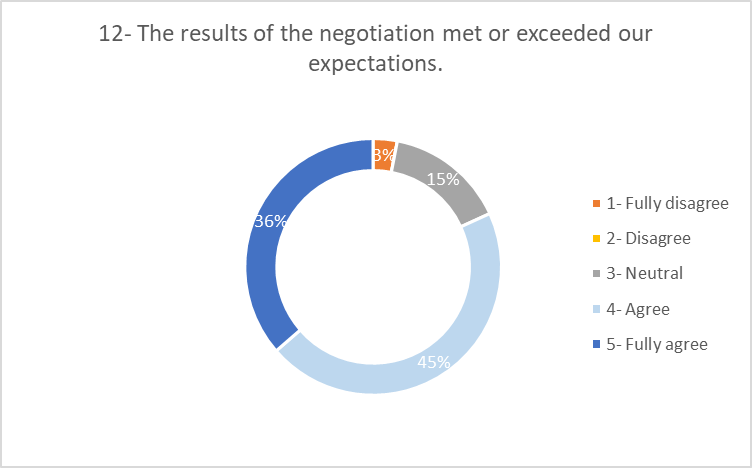 12- The results of the negotiation met or exceeded our
expectations.
3%
15%
36%
45%
1- Fully disagree
2- Disagree
3- Neutral
4- Agree
5- Fully agree